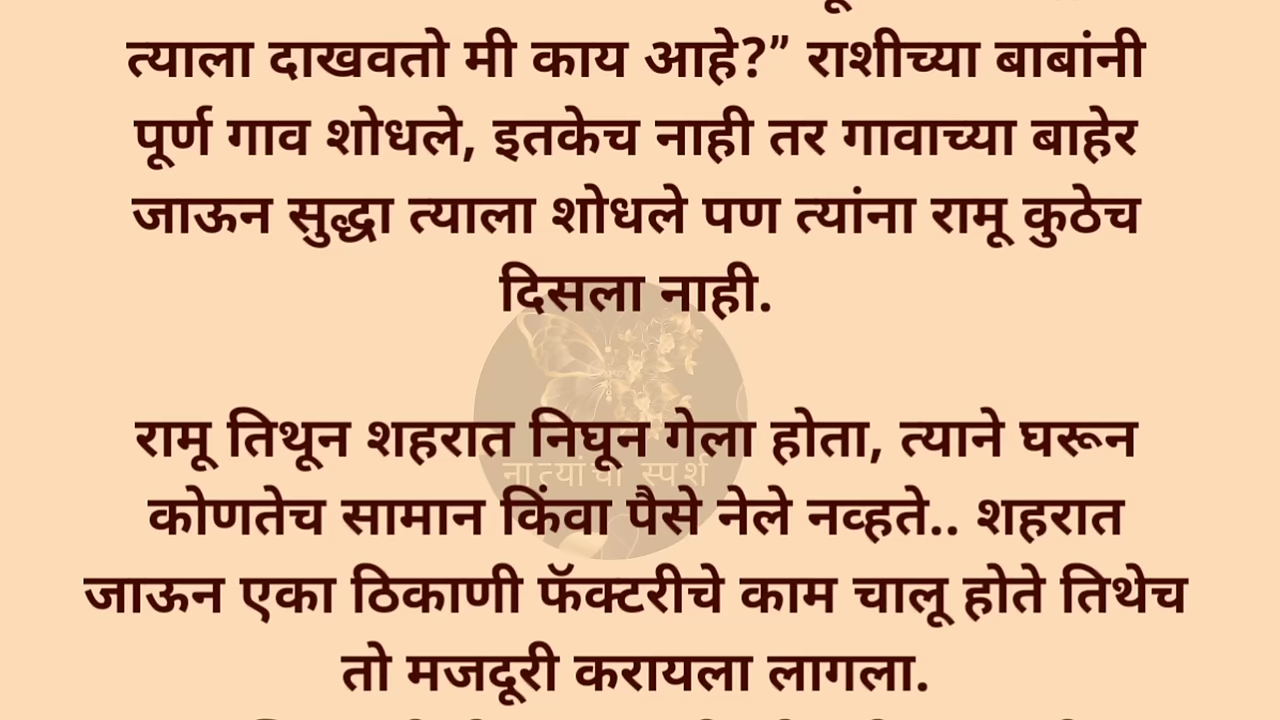 त्याला दाखवतो मी काय आहे?” राशीच्या बाबांनी
पूर्ण गाव शोधले, इतकेच नाही तर गावाच्या बाहेर
जाऊन सुद्धा त्याला शोधले पण त्यांना रामू कुठेच
दिसला नाही.
रामू तिथून शहरात निघून गेला होता, त्याने घरून
नात्यांचा स्पर्श
कोणतेच सामान किंवा पैसे नेले नव्हते.. शहरात
जाऊन एका ठिकाणी फॅक्टरीचे काम चालू होते तिथेच
तो मजदूरी करायला लागला.